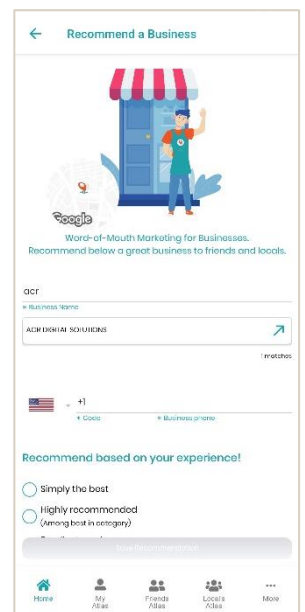 Recommend a Business
Google
Word-of-Mouth Marketing for Businesses.
Recommend below a great business to friends and locals.
acr
* Business Name
ACR DIGITAL SOLUTIONS
1 matches
+1
* Code
* Business phone
Recommend based on your experience!
Simply the best
Highly recommended
(Among best in category)
Home
My Atlas
Friends Atlas
Local's Atlas
More